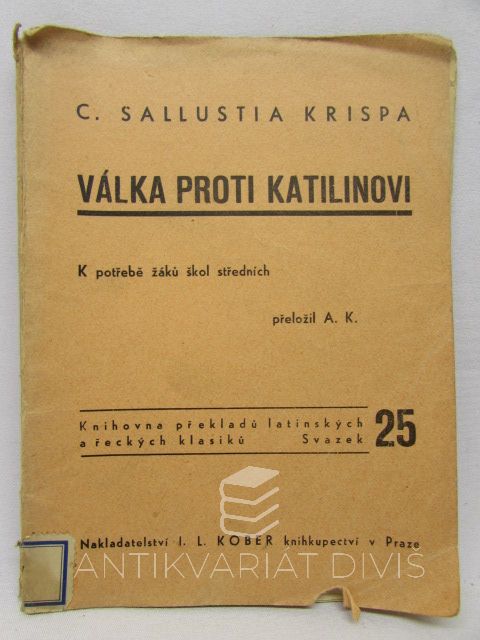 C. SALLUSTIA KRISPA
VÁLKA PROTI KATILINOVI
K potřebě žáků škol středních
přeložil A. K.
Knihovna překladů latinských
a řeckých klasiků Svazek 25
Nakladatelství I. L. KOBER knihkupectví v Praze
ANTIKVARIÁT DIVIŠ